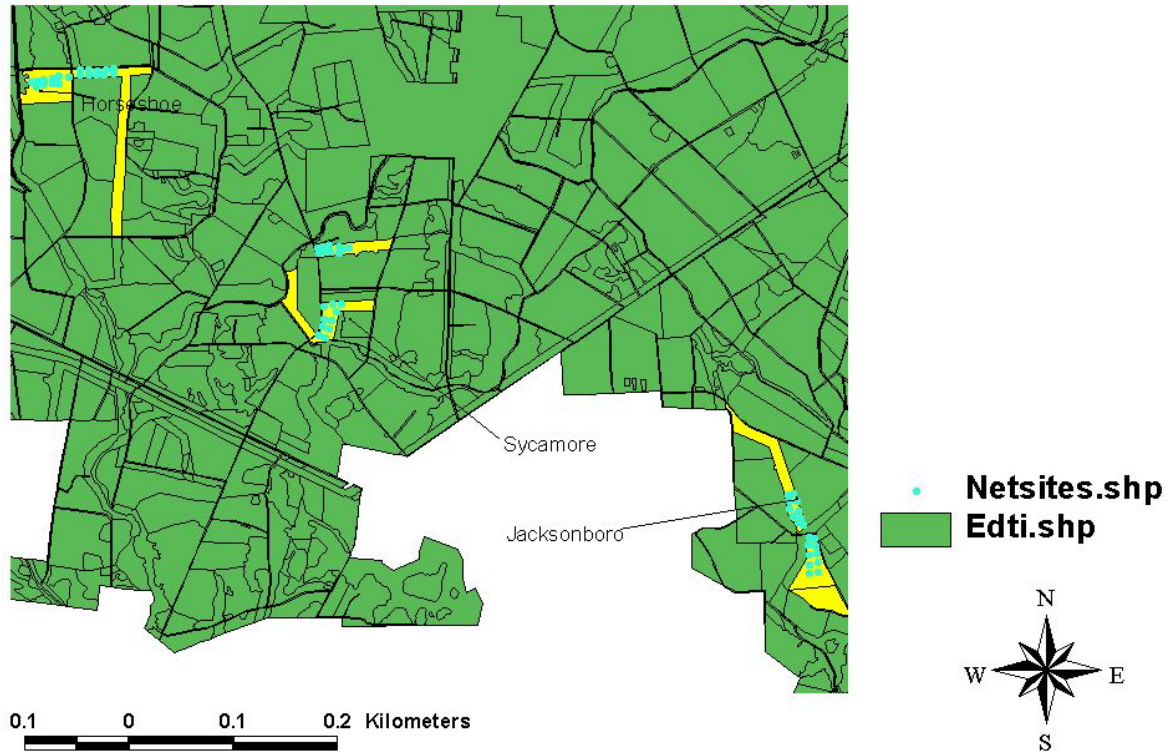 Horseshoe
Sycamore
Jacksonboro
Netsites.shp
Edti.shp
N
W E
S
0.1 0 0.1 0.2 Kilometers